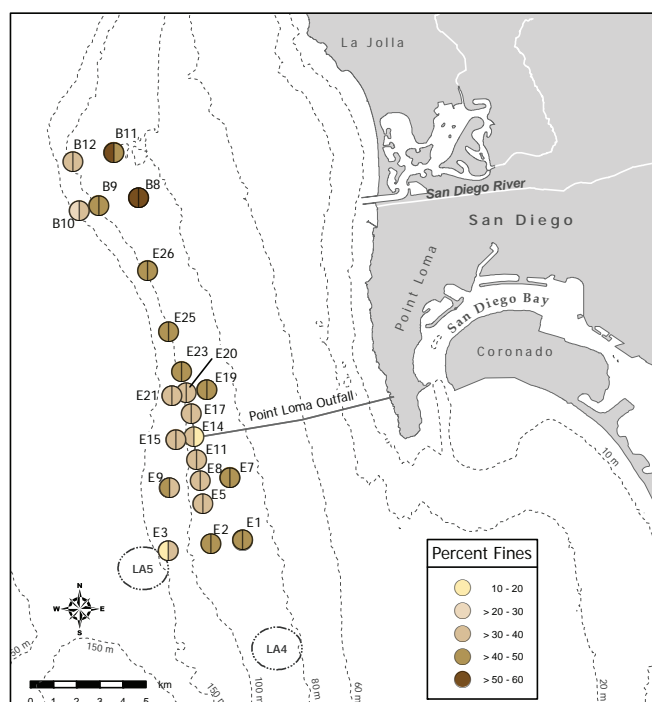 La Jolla
San Diego River
San Diego
Point Loma
San Diego Bay
Coronado
B11
B12
B9
B8
B10
E26
E25
E23
E20
E21
E19
E17
Point Loma Outfall
E14
E15
E11
E9
E8
E7
E5
E3
E2
E1
LA5
LA4
N
W E
S
150 m
150 m
100 m
80 m
60 m
20 m
10 m
0 1 2 3 4 5
km
Percent Fines
10 - 20
> 20 - 30
> 30 - 40
> 40 - 50
> 50 - 60